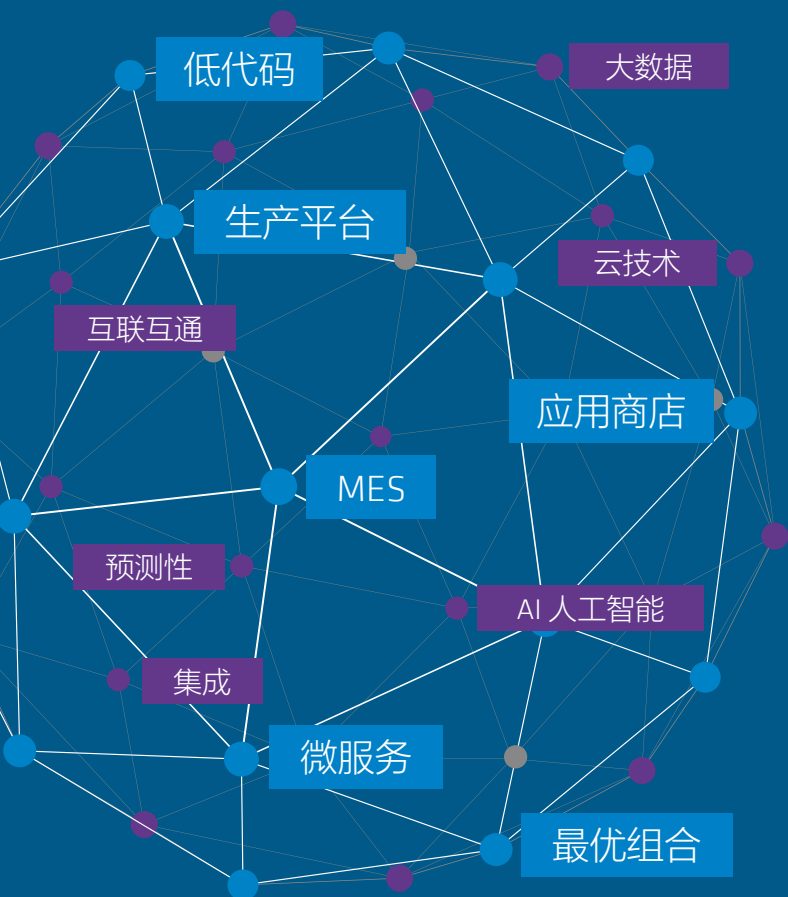 低代码
大数据
生产平台
云技术
互联互通
应用商店
MES
预测性
AI 人工智能
集成
微服务
最优组合